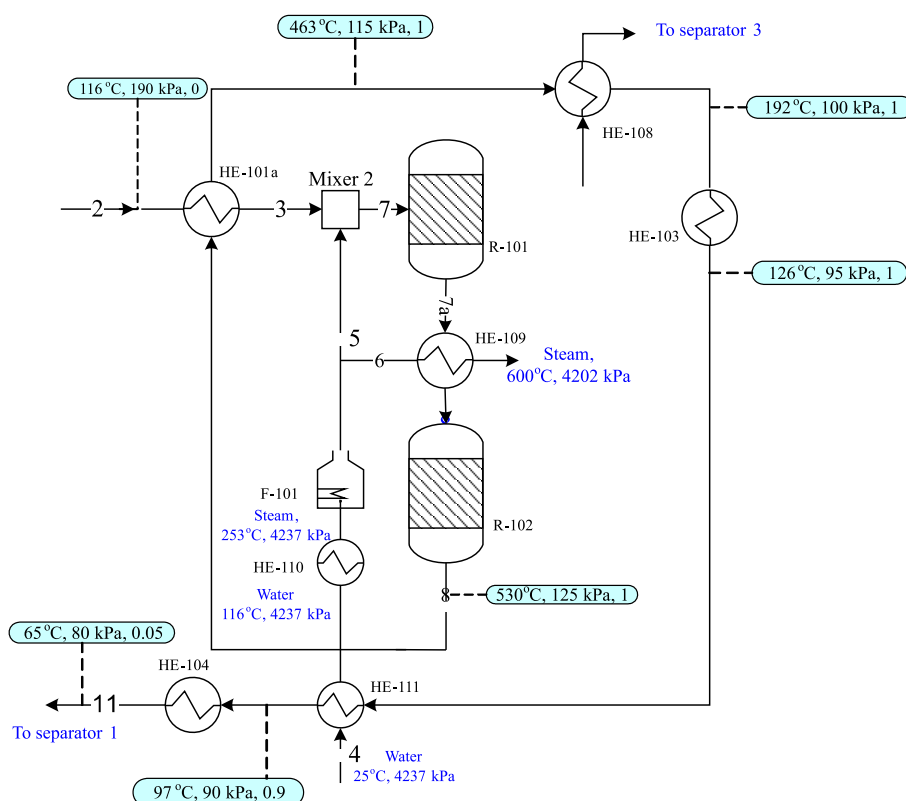 463°C, 115 kPa, 1
To separator 3
116°C, 190 kPa, 0
192°C, 100 kPa, 1
HE-108
HE-101a
Mixer 2
2
3
7
R-101
HE-103
126°C, 95 kPa, 1
7a
5
HE-109
6
Steam,
600°C, 4202 kPa
F-101
Steam,
253°C, 4237 kPa
R-102
HE-110
Water
116°C, 4237 kPa
8
530°C, 125 kPa, 1
65°C, 80 kPa, 0.05
HE-104
HE-111
11
To separator 1
4
Water
25°C, 4237 kPa
97°C, 90 kPa, 0.9